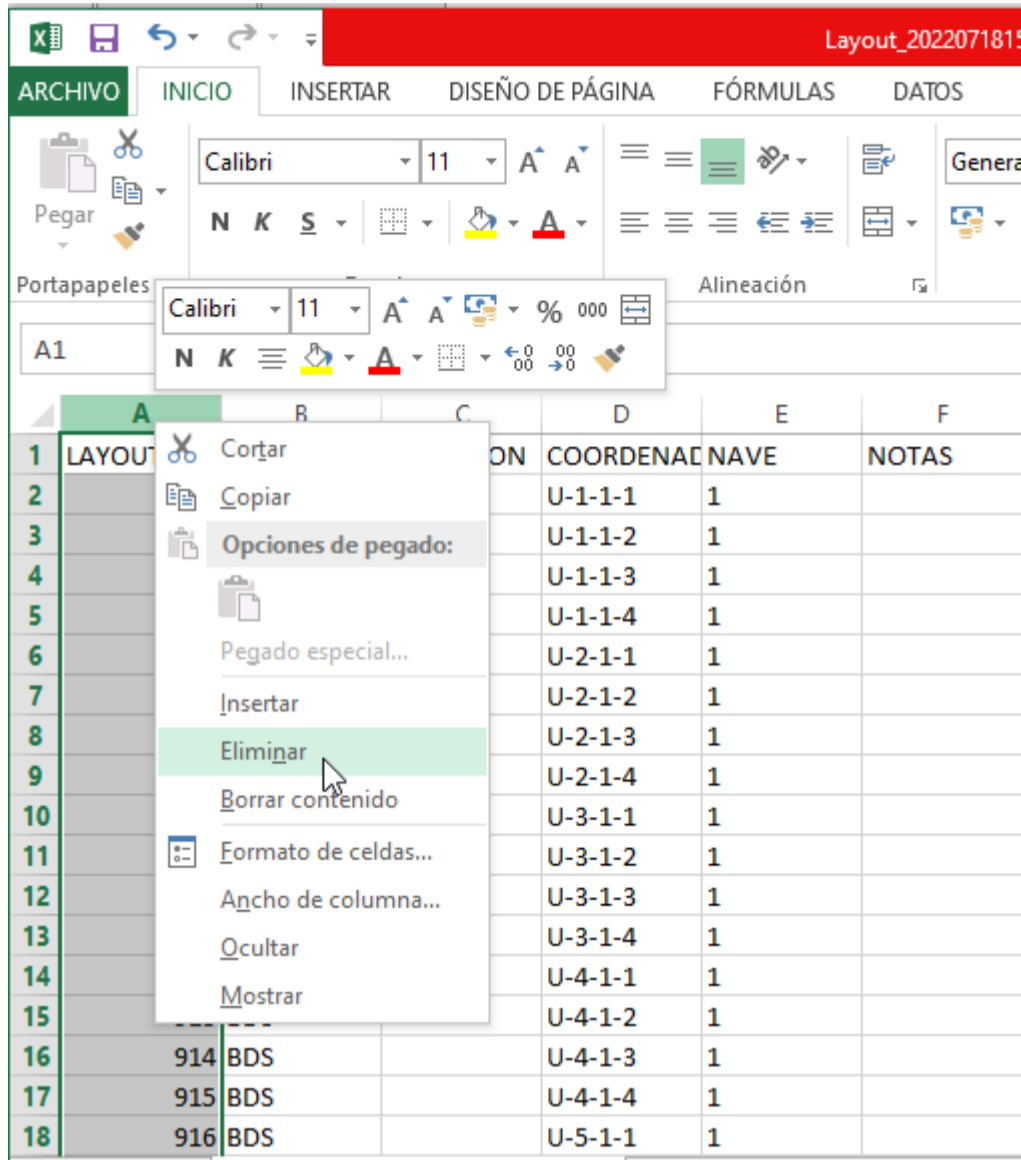 Layout_2022071815
ARCHIVO INICIO INSERTAR DISEÑO DE PÁGINA FÓRMULAS DATOS
Calibri 11 A A Genera
Pegar N K S A
Portapapeles Alineación
Calibri 11 A A % 000
A1 N K A
A B C D E F
1 LAYOUT ON COORDENAD NAVE NOTAS
Cortar
2 U-1-1-1 1
Copiar
3 U-1-1-2 1
Opciones de pegado:
4 U-1-1-3 1
5 U-1-1-4 1
6 U-2-1-1 1
Pegado especial...
7 U-2-1-2 1
Insertar
8 U-2-1-3 1
Eliminar
9 U-2-1-4 1
Borrar contenido
10 U-3-1-1 1
11 U-3-1-2 1
Formato de celdas...
12 U-3-1-3 1
Ancho de columna...
13 U-3-1-4 1
Ocultar
14 U-4-1-1 1
Mostrar
15 U-4-1-2 1
16 914 BDS U-4-1-3 1
17 915 BDS U-4-1-4 1
18 916 BDS U-5-1-1 1